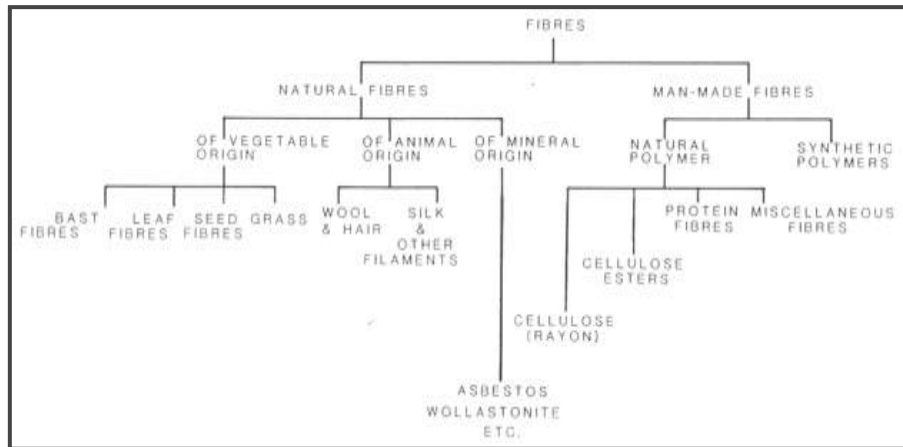 FIBRES
NATURAL FIBRES
MAN-MADE FIBRES
OF VEGETABLE
ORIGIN
OF ANIMAL
ORIGIN
OF MINERAL
ORIGIN
NATURAL
POLYMER
SYNTHETIC
POLYMERS
BAST
FIBRES
LEAF
FIBRES
SEED
FIBRES
GRASS
WOOL
& HAIR
SILK
&
OTHER
FILAMENTS
PROTEIN
FIBRES
MISCELLANEOUS
FIBRES
CELLULOSE
ESTERS
CELLULOSE
(RAYON)
ASBESTOS
WOLLASTONITE
ETC.